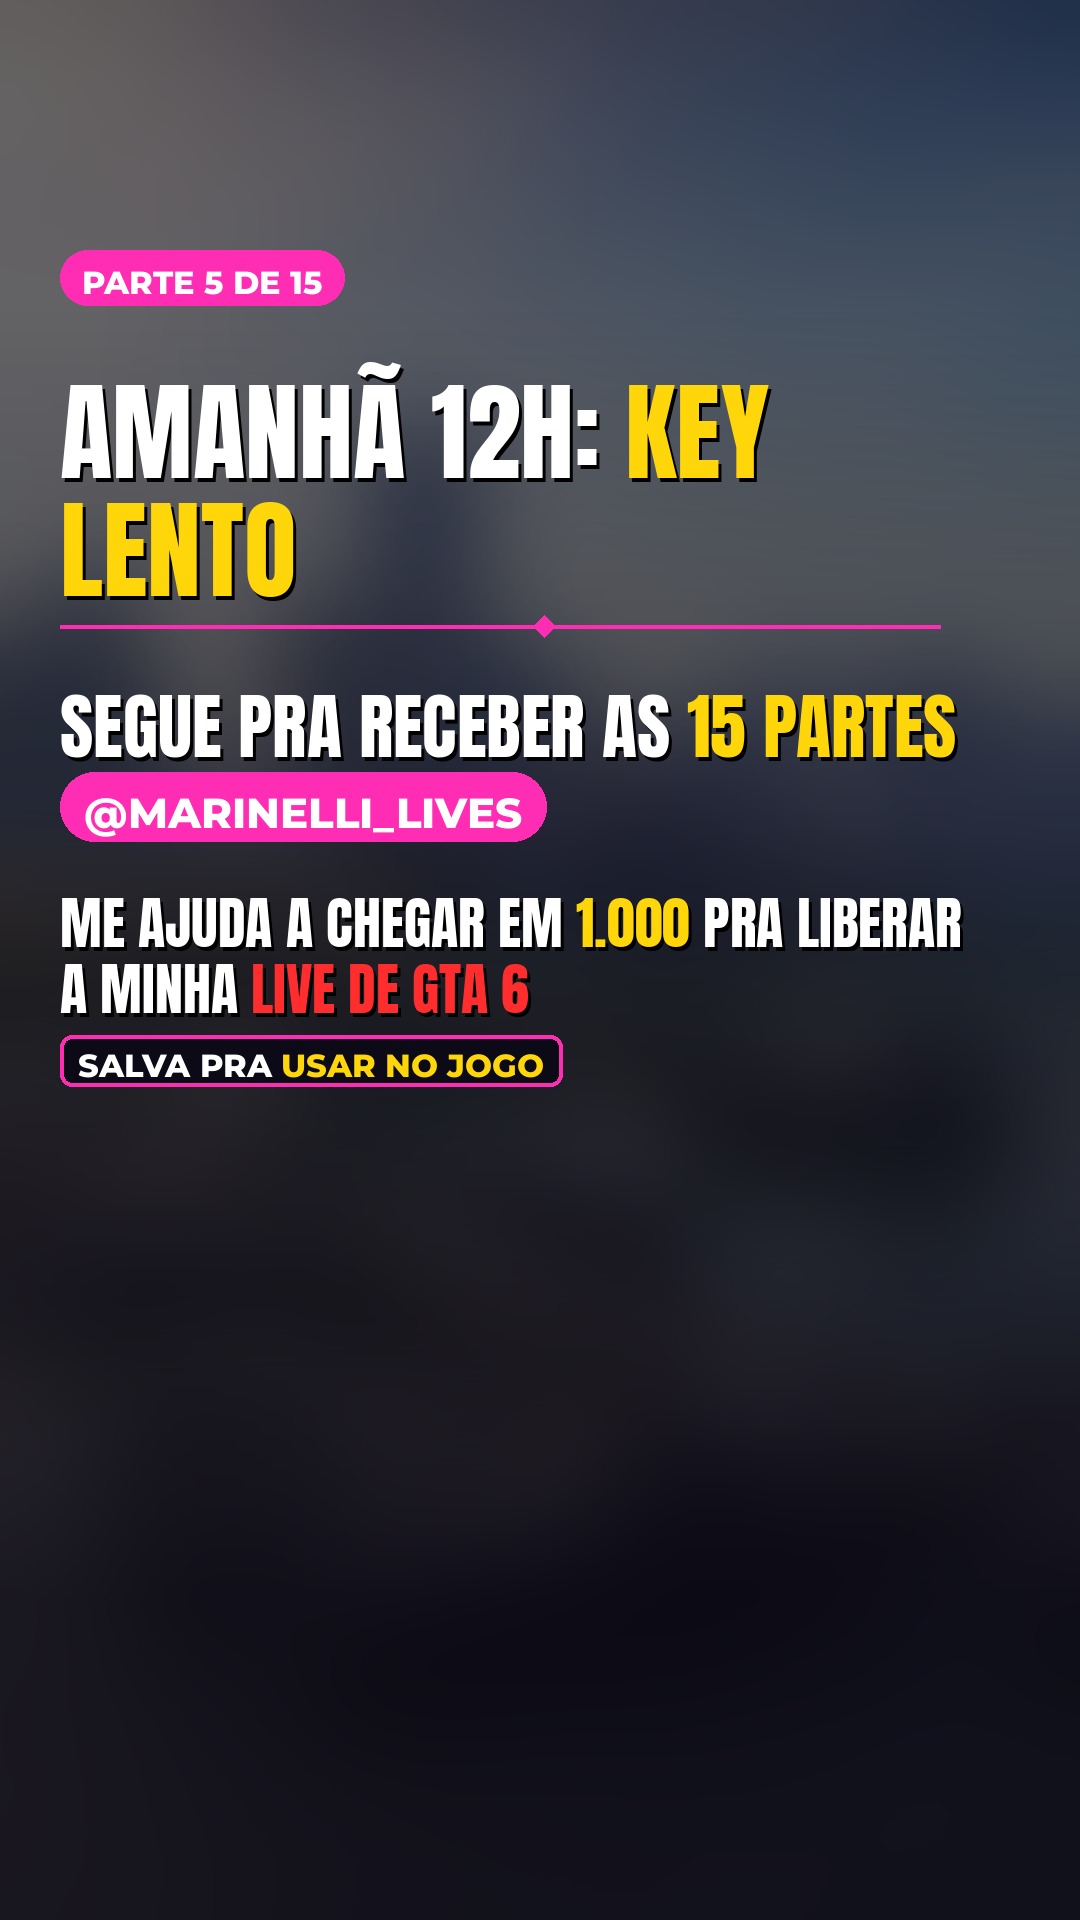 PARTE 5 DE 15
AMANHÃ 12H: KEY
LENTO
SEGUE PRA RECEBER AS 15 PARTES
@MARINELLI_LIVES
ME AJUDA A CHEGAR EM 1.000 PRA LIBERAR
A MINHA LIVE DE GTA 6
SALVA PRA USAR NO JOGO